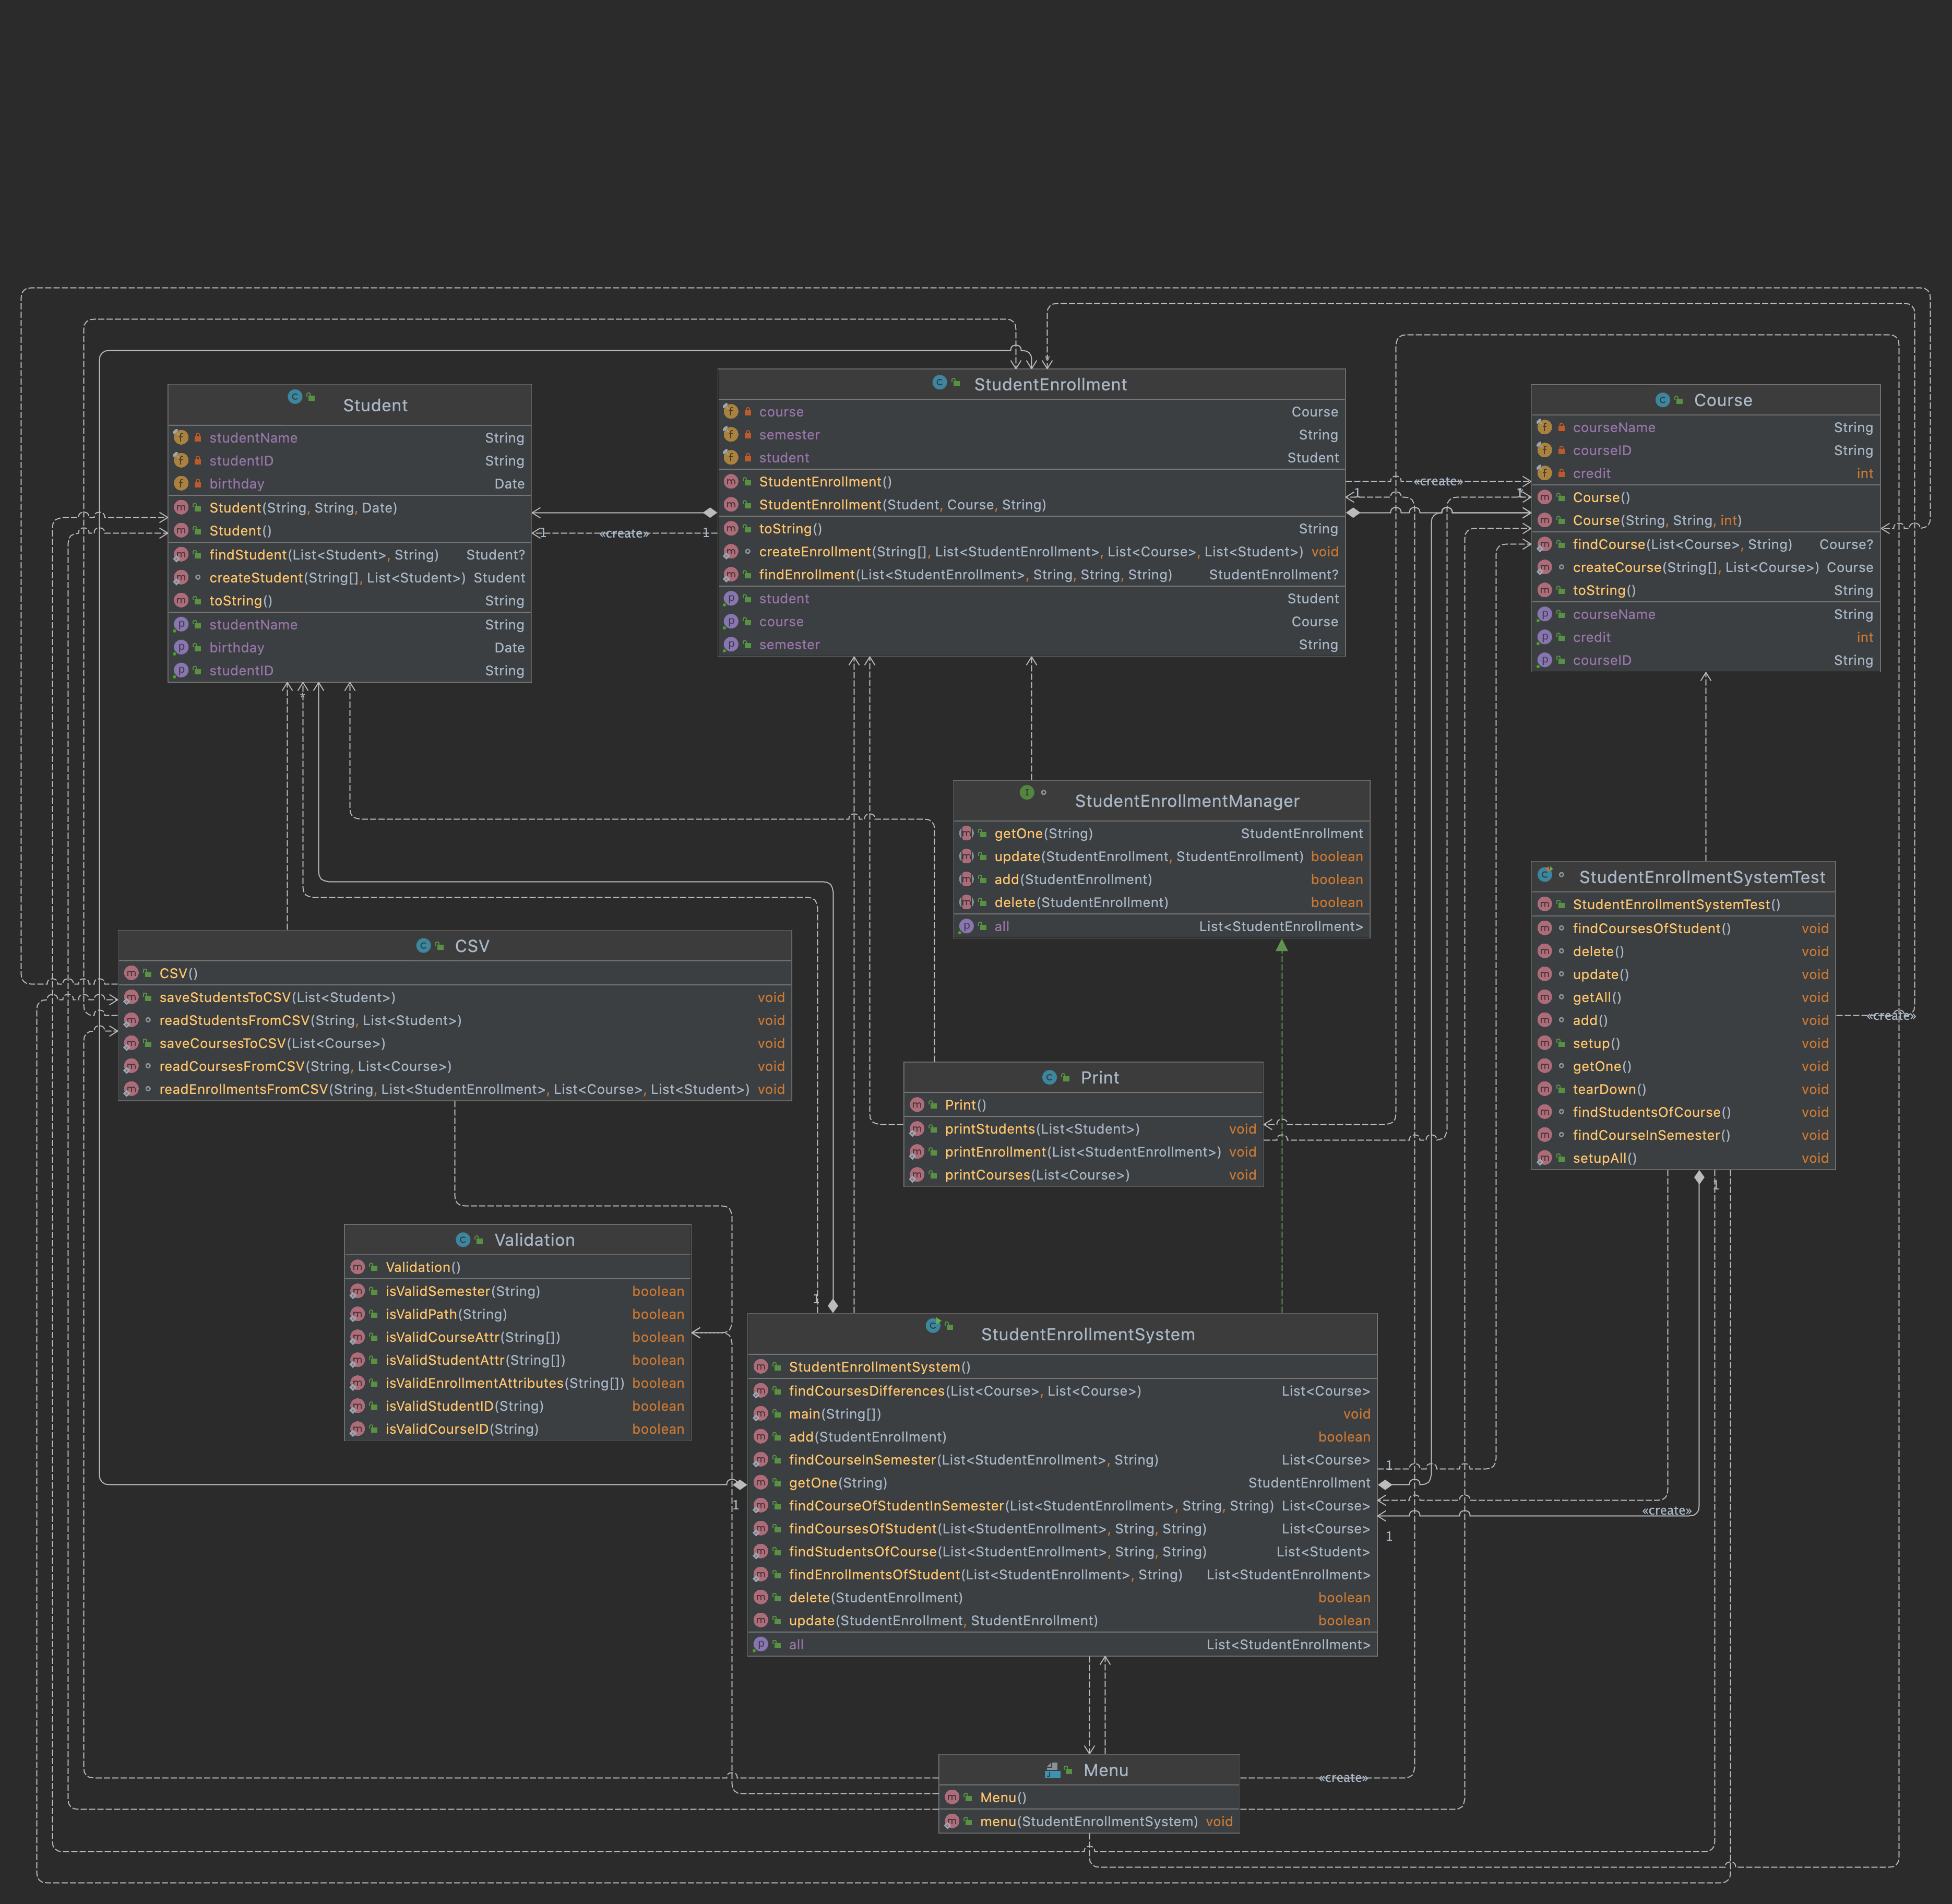 Student
studentName String
studentID String
birthday Date
Student(String, String, Date)
Student()
findStudent(List<Student>, String) Student?
createStudent(String[], List<Student>) Student
toString() String
studentName String
birthday Date
studentID String
1 «create» 1
StudentEnrollment
course Course
semester String
student Student
StudentEnrollment()
StudentEnrollment(Student, Course, String)
toString() String
createEnrollment(String[], List<StudentEnrollment>, List<Course>, List<Student>) void
findEnrollment(List<StudentEnrollment>, String, String, String) StudentEnrollment?
student Student
course Course
semester String
«create»
1 1
Course
courseName String
courseID String
credit int
Course()
Course(String, String, int)
findCourse(List<Course>, String) Course?
createCourse(String[], List<Course>) Course
toString() String
courseName String
credit int
courseID String
*
*
StudentEnrollmentManager
getOne(String) StudentEnrollment
update(StudentEnrollment, StudentEnrollment) boolean
add(StudentEnrollment) boolean
delete(StudentEnrollment) boolean
all List<StudentEnrollment>
StudentEnrollmentSystemTest
StudentEnrollmentSystemTest()
findCoursesOfStudent() void
delete() void
update() void
getAll() void
add() void
setup() void
getOne() void
tearDown() void
findStudentsOfCourse() void
findCourseInSemester() void
setupAll() void
«create»
1
CSV
CSV()
saveStudentsToCSV(List<Student>) void
readStudentsFromCSV(String, List<Student>) void
saveCoursesToCSV(List<Course>) void
readCoursesFromCSV(String, List<Course>) void
readEnrollmentsFromCSV(String, List<StudentEnrollment>, List<Course>, List<Student>) void
Print
Print()
printStudents(List<Student>) void
printEnrollment(List<StudentEnrollment>) void
printCourses(List<Course>) void
Validation
Validation()
isValidSemester(String) boolean
isValidPath(String) boolean
isValidCourseAttr(String[]) boolean
isValidStudentAttr(String[]) boolean
isValidEnrollmentAttributes(String[]) boolean
isValidStudentID(String) boolean
isValidCourseID(String) boolean
1
StudentEnrollmentSystem
StudentEnrollmentSystem()
findCoursesDifferences(List<Course>, List<Course>) List<Course>
main(String[]) void
add(StudentEnrollment) boolean
findCourseInSemester(List<StudentEnrollment>, String) List<Course>
getOne(String) StudentEnrollment
findCourseOfStudentInSemester(List<StudentEnrollment>, String, String) List<Course>
findCoursesOfStudent(List<StudentEnrollment>, String, String) List<Course>
findStudentsOfCourse(List<StudentEnrollment>, String, String) List<Student>
findEnrollmentsOfStudent(List<StudentEnrollment>, String) List<StudentEnrollment>
delete(StudentEnrollment) boolean
update(StudentEnrollment, StudentEnrollment) boolean
all List<StudentEnrollment>
1
1
«create»
1
Menu
Menu()
menu(StudentEnrollmentSystem) void
«create»